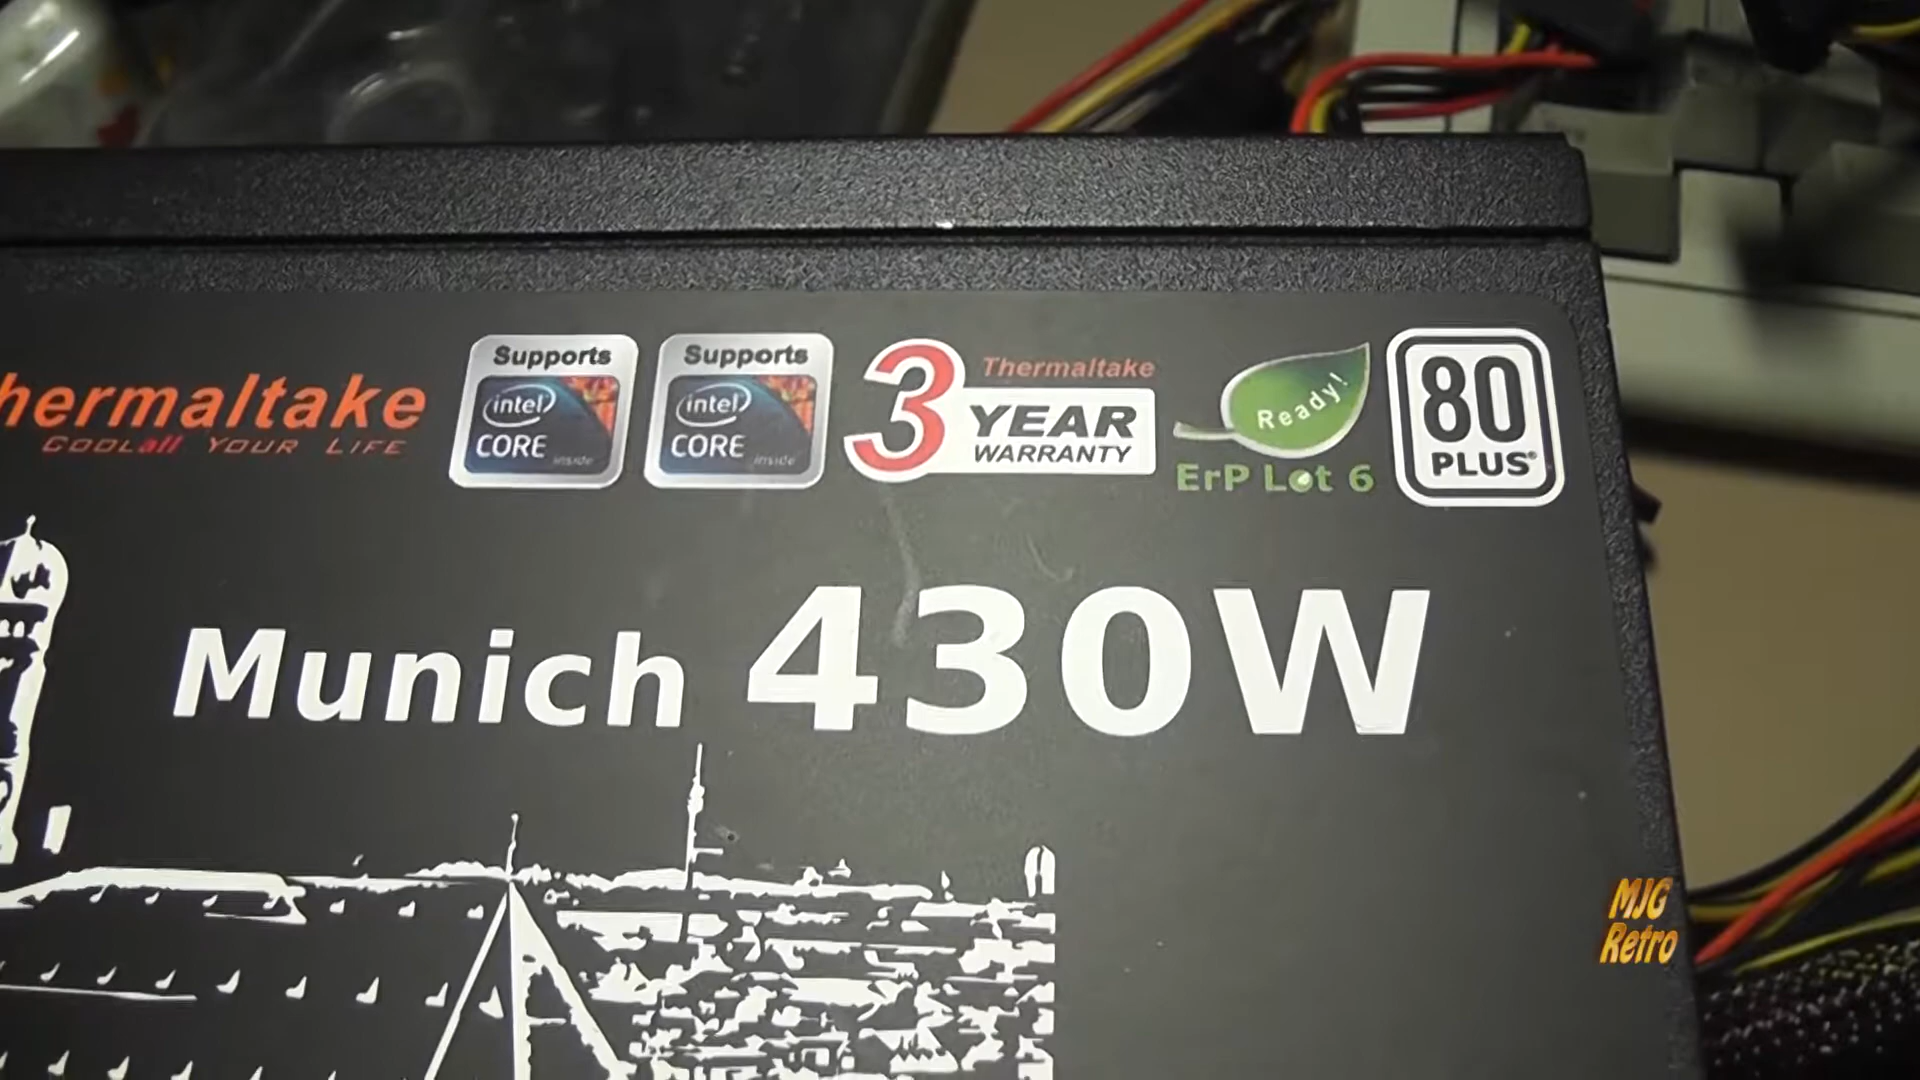 hermaltake
COOLall YOUR LIFE
Supports
intel
CORE
inside
Supports
intel
CORE
inside
3
Thermaltake
YEAR
WARRANTY
Ready!
ErP Lot 6
80
PLUS®
Munich 430W
MJG
Retro